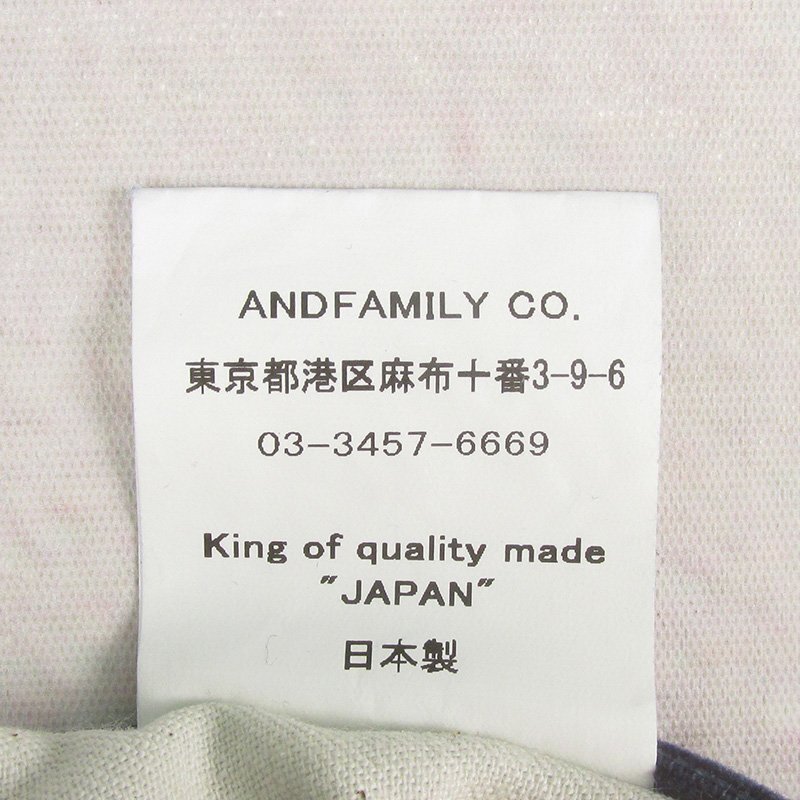 ANDFAMILY CO.
東京都港区麻布十番3-9-6
03-3457-6669
King of quality made
"JAPAN"
日本製